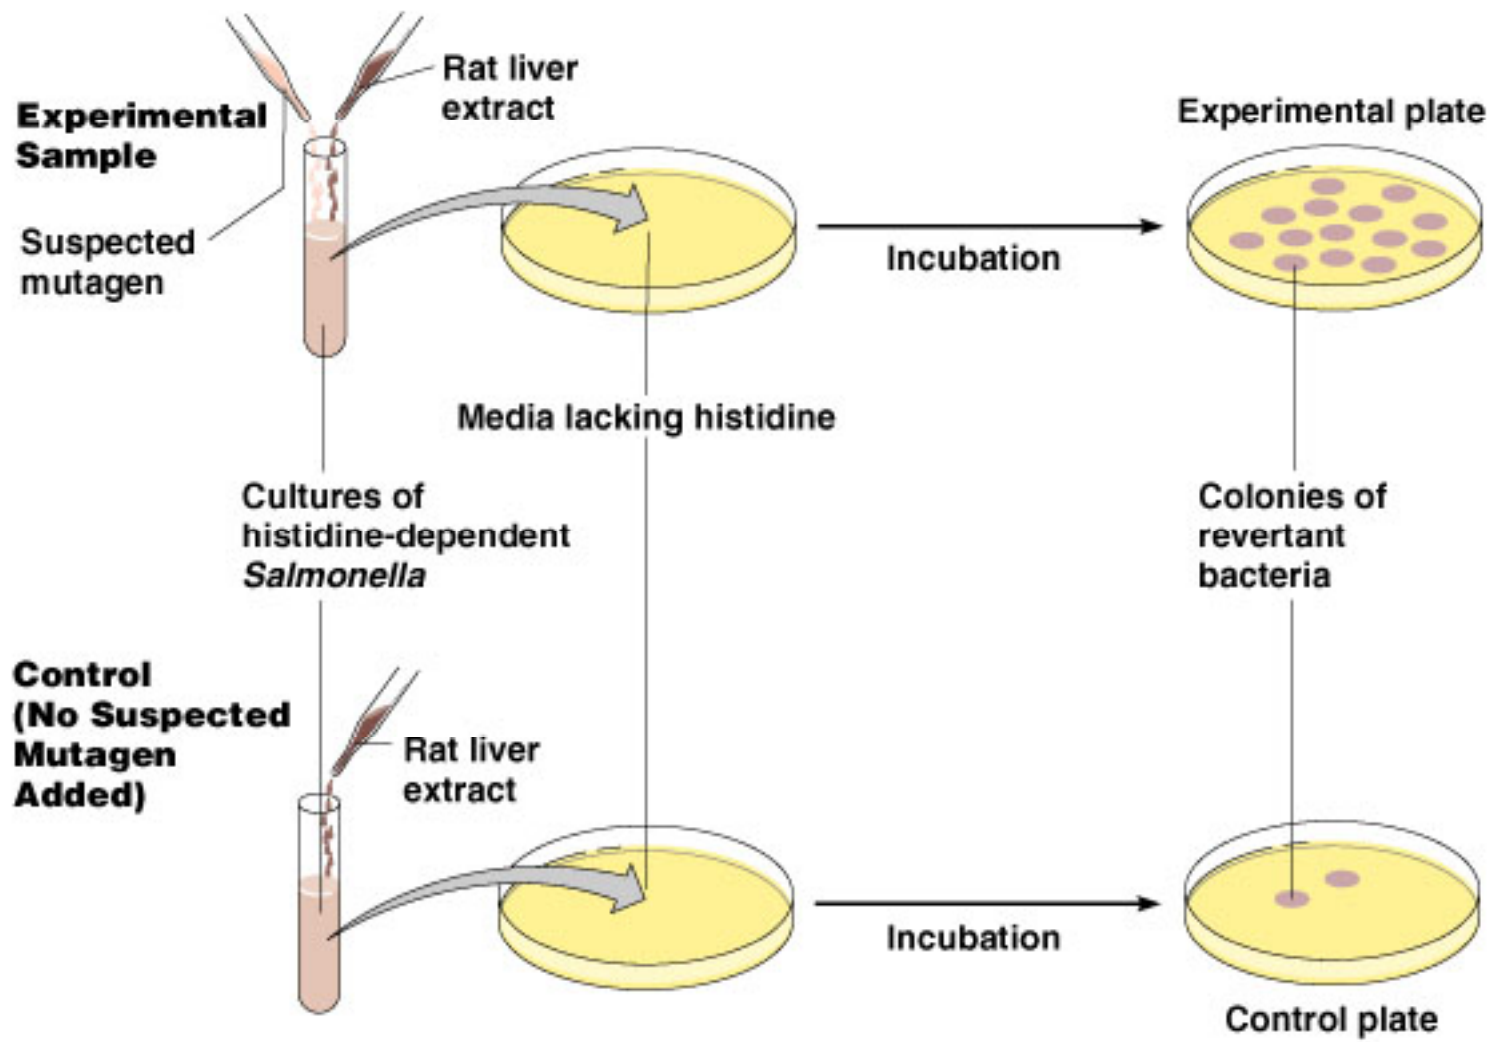 Rat liver
extract
Experimental
Sample
Suspected
mutagen
Incubation
Experimental plate
Media lacking histidine
Cultures of
histidine-dependent
Salmonella
Colonies of
revertant
bacteria
Control
(No Suspected
Mutagen
Added)
Rat liver
extract
Incubation
Control plate